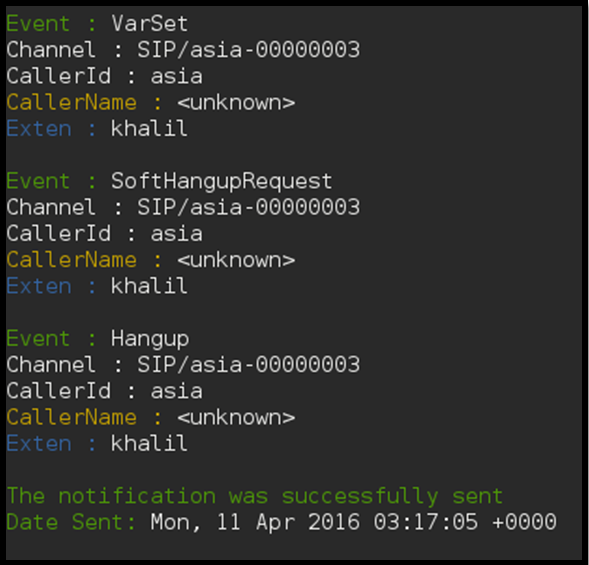 Event : VarSet
Channel : SIP/asia-00000003
CallerId : asia
CallerName : <unknown>
Exten : khalil
Event : SoftHangupRequest
Channel : SIP/asia-00000003
CallerId : asia
CallerName : <unknown>
Exten : khalil
Event : Hangup
Channel : SIP/asia-00000003
CallerId : asia
CallerName : <unknown>
Exten : khalil
The notification was successfully sent
Date Sent: Mon, 11 Apr 2016 03:17:05 +0000